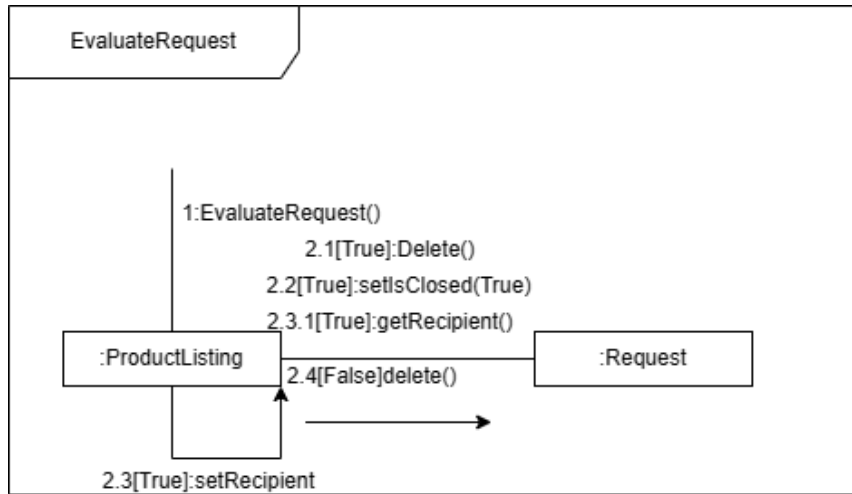 EvaluateRequest
1:EvaluateRequest()
2.1[True]:Delete()
2.2[True]:setIsClosed(True)
2.3.1[True]:getRecipient()
:ProductListing
:Request
2.4[False]delete()
2.3[True]:setRecipient